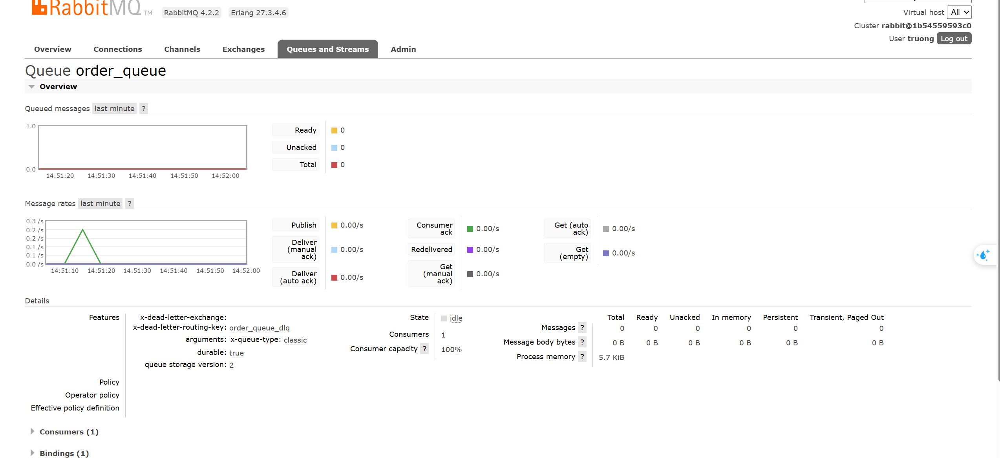 RabbitMQ TM RabbitMQ 4.2.2 Erlang 27.3.4.6
Virtual host All
Cluster rabbit@1b54559593c0
User truong Log out
Overview Connections Channels Exchanges Queues and Streams Admin
Queue order_queue
Overview
Queued messages last minute ?
1.0
0.0
14:51:20 14:51:30 14:51:40 14:51:50 14:52:00
Ready 0
Unacked 0
Total 0
Message rates last minute ?
0.3 /s
0.2 /s
0.2 /s
0.1 /s
0.1 /s
0.0 /s
14:51:10 14:51:20 14:51:30 14:51:40 14:51:50 14:52:00
Publish 0.00/s
Deliver
(manual 0.00/s
ack)
Deliver
(auto ack) 0.00/s
Consumer
ack 0.00/s
Redelivered 0.00/s
Get
(manual 0.00/s
ack)
Get (auto
ack) 0.00/s
Get
(empty) 0.00/s
Details
Features
x-dead-letter-exchange:
x-dead-letter-routing-key: order_queue_dlq
arguments: x-queue-type: classic
durable: true
queue storage version: 2
Policy
Operator policy
Effective policy definition
State idle
Consumers 1
Consumer capacity ? 100%
Total Ready Unacked In memory Persistent Transient, Paged Out
Messages ? 0 0 0 0 0 0
Message body bytes ? 0 B 0 B 0 B 0 B 0 B 0 B
Process memory ? 5.7 KiB
Consumers (1)
Bindings (1)